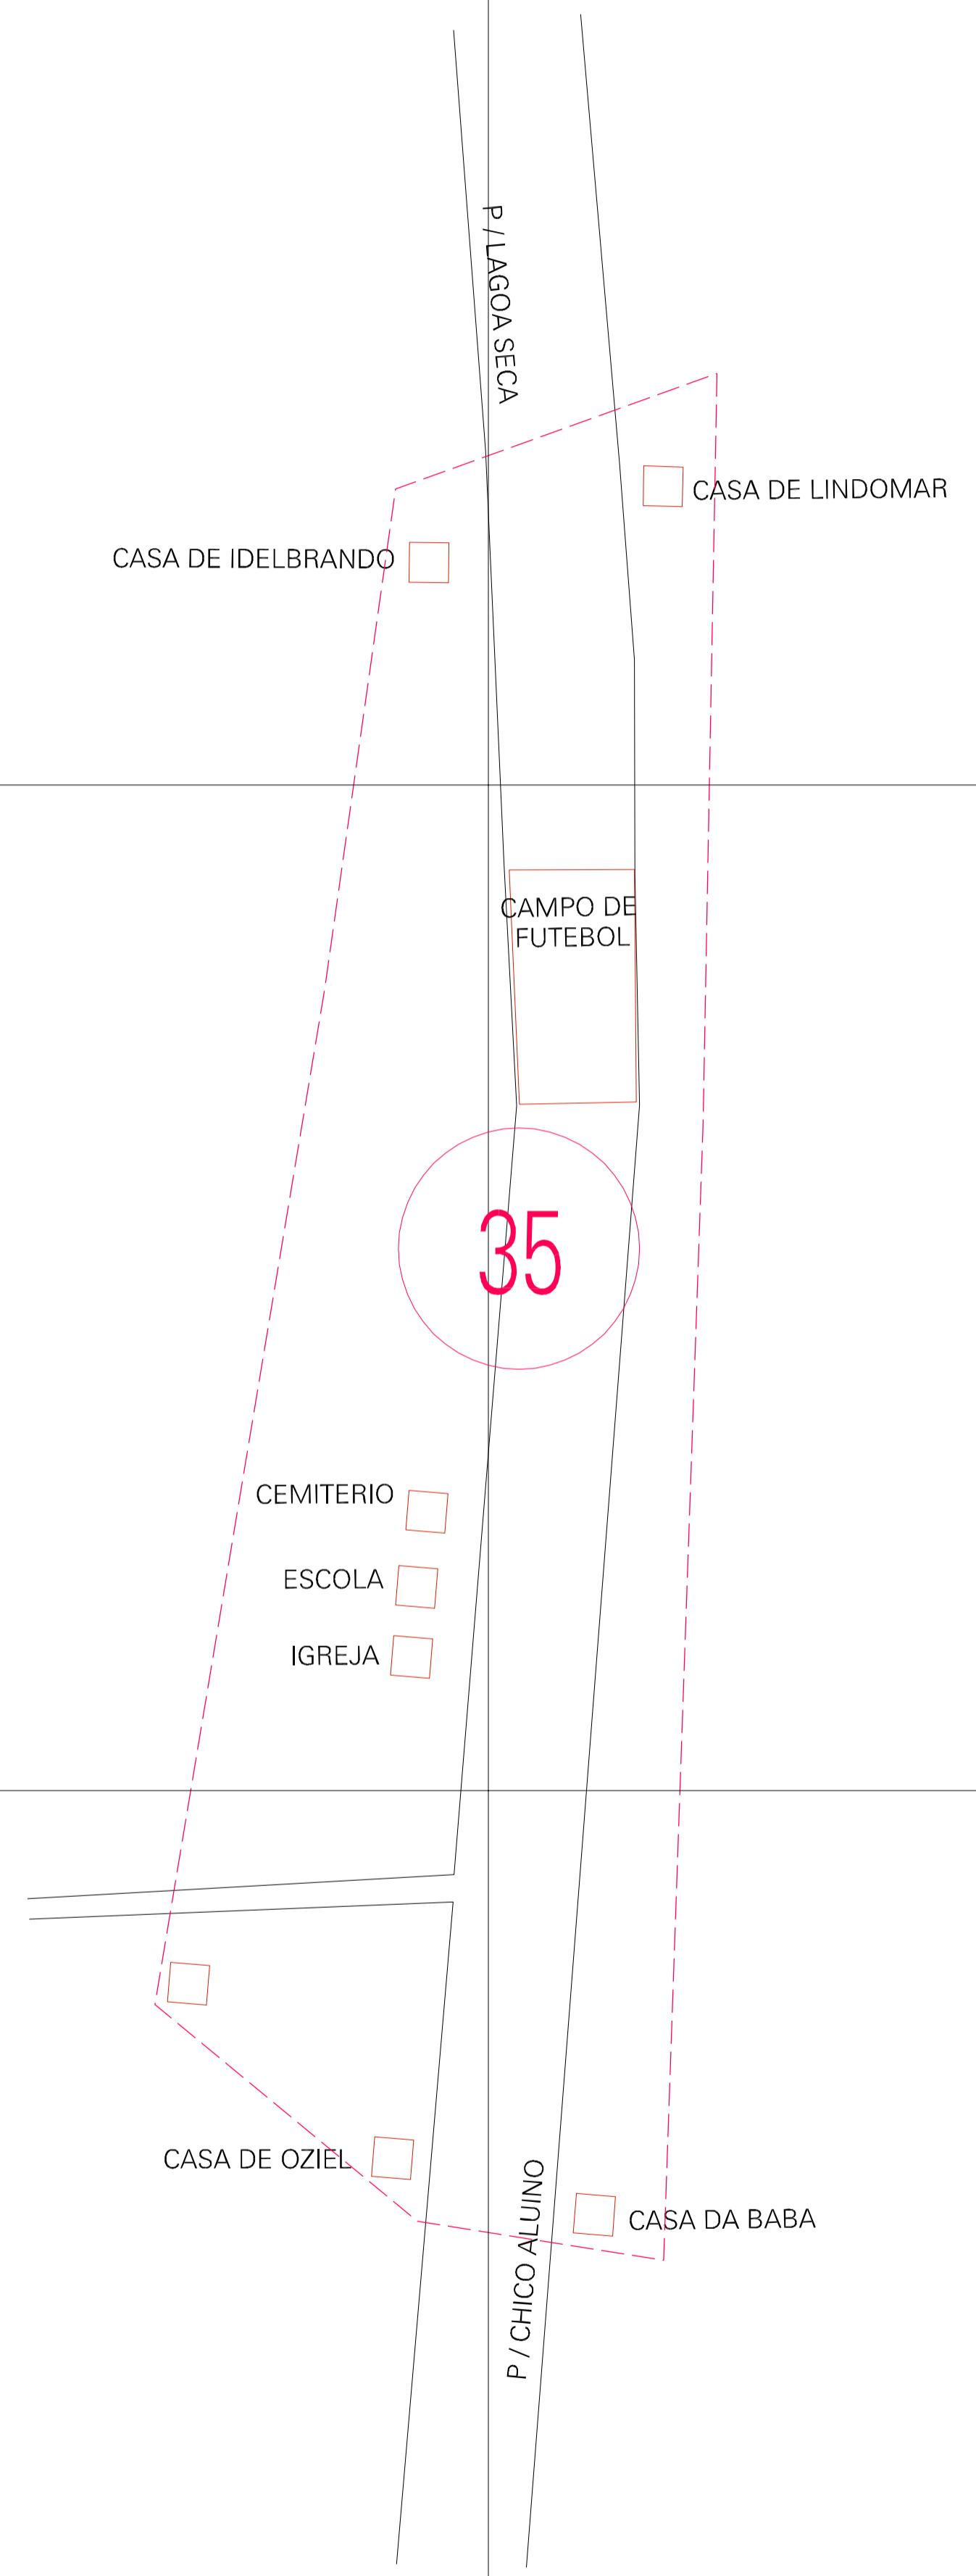 P / LAGOA SECA
CASA DE LINDOMAR
CASA DE IDELBRANDO
CAMPO DE
FUTEBOL
35
CEMITERIO
ESCOLA
IGREJA
CASA DE OZIEL
CASA DA BABA
P / CHICO ALUINO